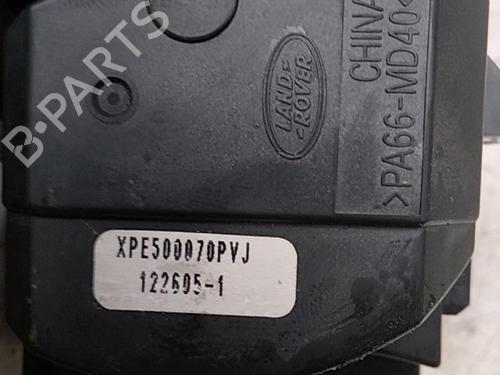 B-PARTS
LAND-
-ROVER
CHINA
>PA66-MD40<
XPE500070PVJ
122605-1